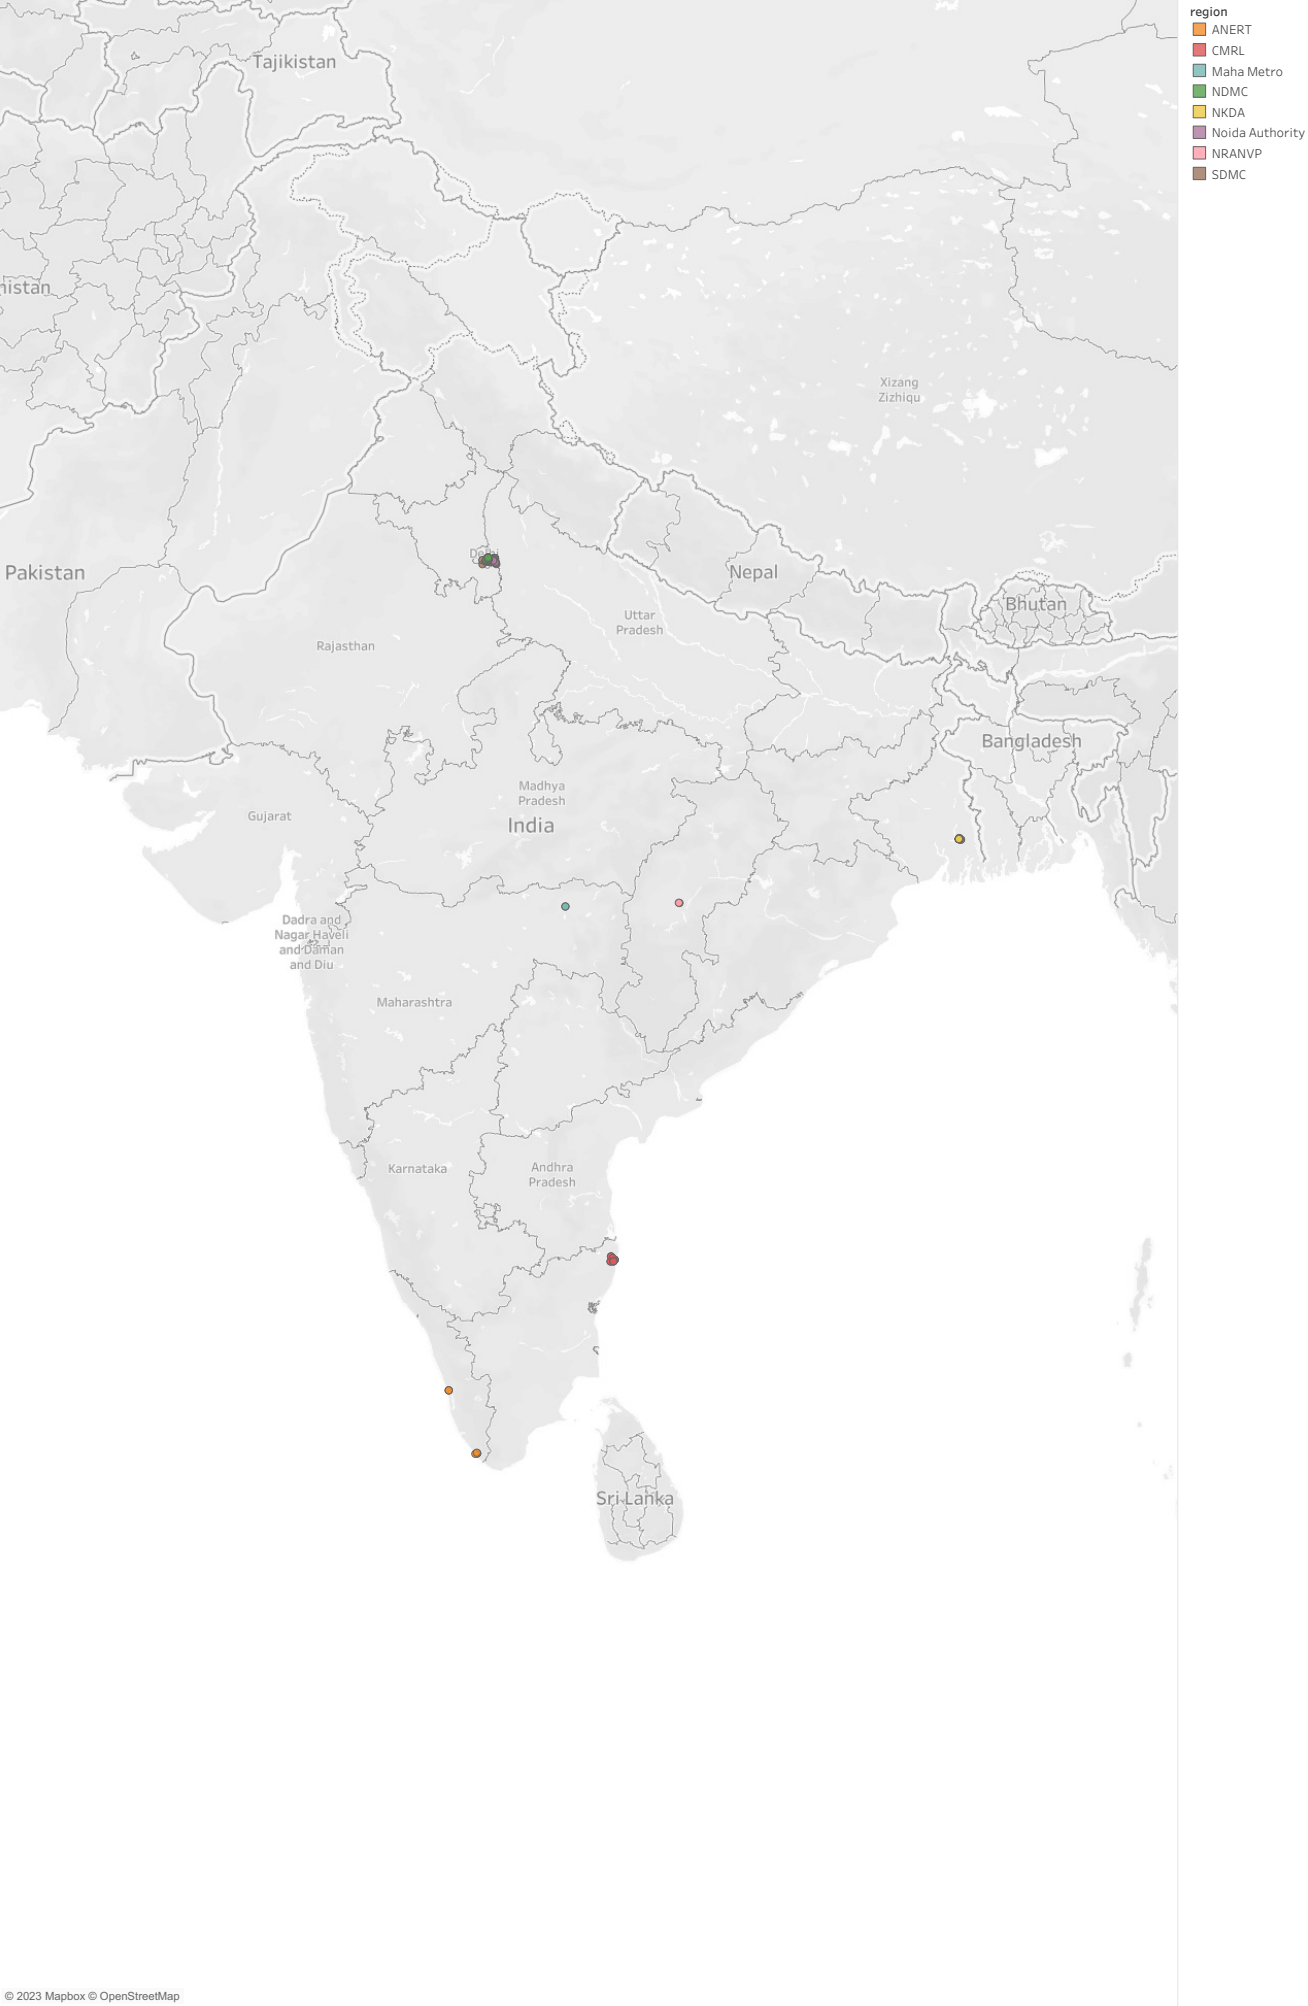 region
ANERT
CMRL
Maha Metro
NDMC
NKDA
Noida Authority
NRANVP
SDMC
Tajikistan
nistan
Xizang
Zhiqu
Delhi
Pakistan
Nepal
Bhutan
Uttar
Pradesh
Rajasthan
Bangladesh
Madhya
Pradesh
Gujarat
India
Dadra and
Nagar Haveli
and Daman
and Diu
Maharashtra
Karnataka
Andhra
Pradesh
Sri Lanka
© 2023 Mapbox © OpenStreetMap